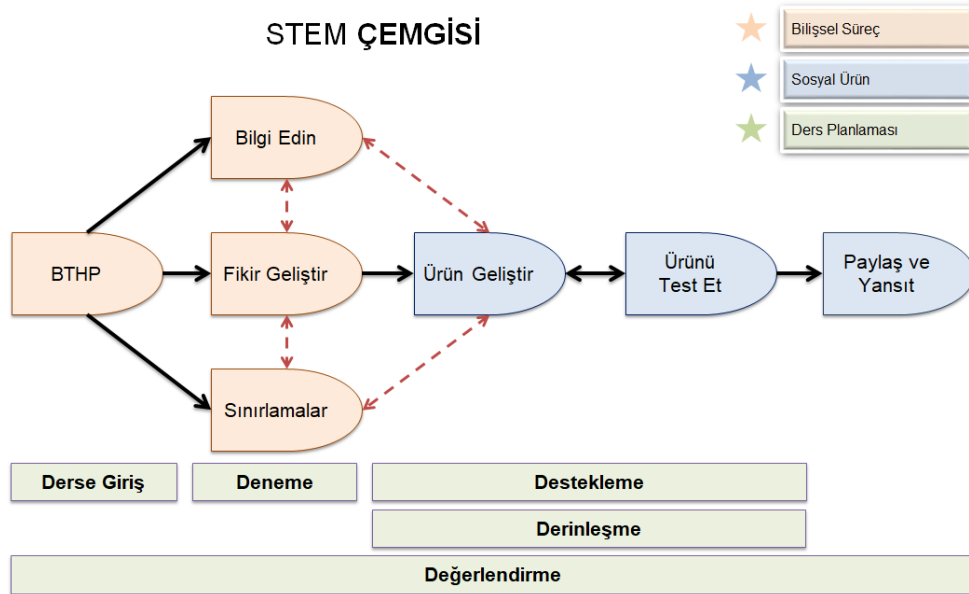 STEM ÇEMGİSİ
Bilişsel Süreç
Sosyal Ürün
Ders Planlaması
Bilgi Edin
BTHP
Fikir Geliştir
Ürün Geliştir
Ürünü
Test Et
Paylaş ve
Yansıt
Sınırlamalar
Derse Giriş
Deneme
Destekleme
Derinleşme
Değerlendirme